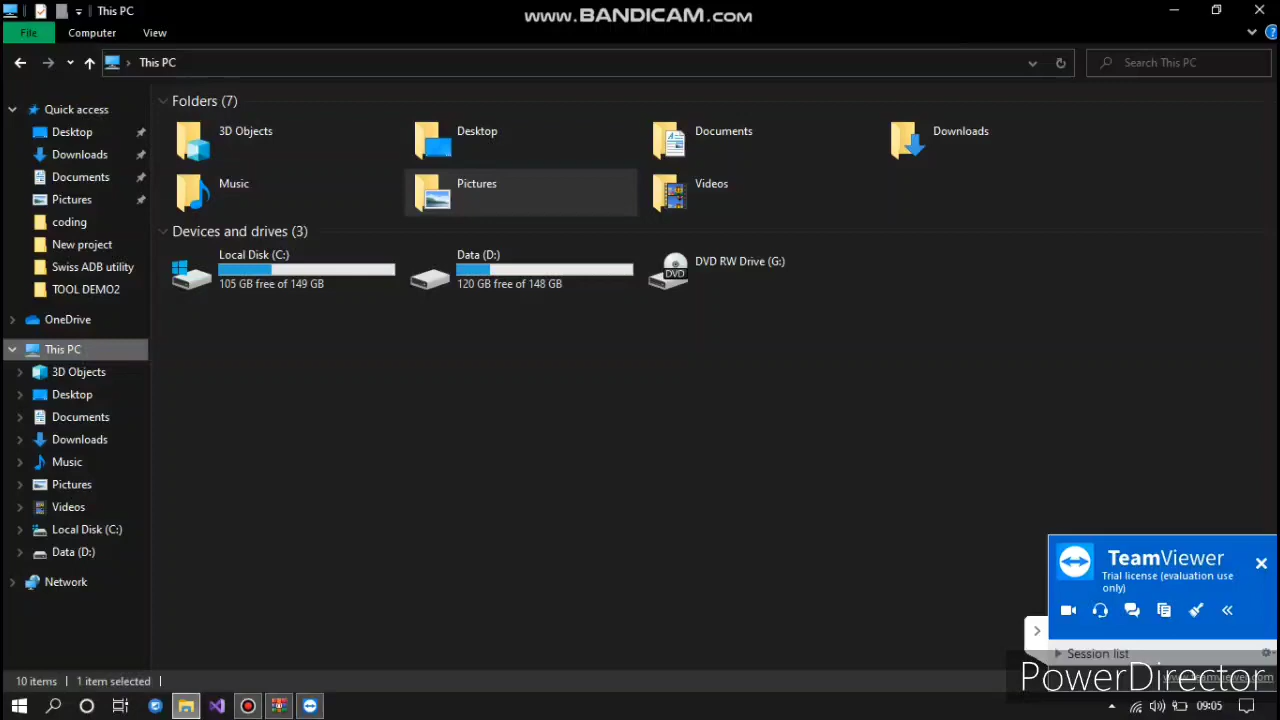 This PC
www.BANDICAM.com
File
Computer
View
This PC
Search This PC
Quick access
Desktop
Downloads
Documents
Pictures
coding
New project
Swiss ADB utility
TOOL DEMO2
OneDrive
This PC
3D Objects
Desktop
Documents
Downloads
Music
Pictures
Videos
Local Disk (C:)
Data (D:)
Network
Folders (7)
3D Objects
Desktop
Documents
Downloads
Music
Pictures
Videos
Devices and drives (3)
Local Disk (C:)
105 GB free of 149 GB
Data (D:)
120 GB free of 148 GB
DVD
DVD RW Drive (G:)
TeamViewer
Trial license (evaluation use
only)
Session list
www.teamviewer.com
PowerDirector
10 items
1 item selected
09:05